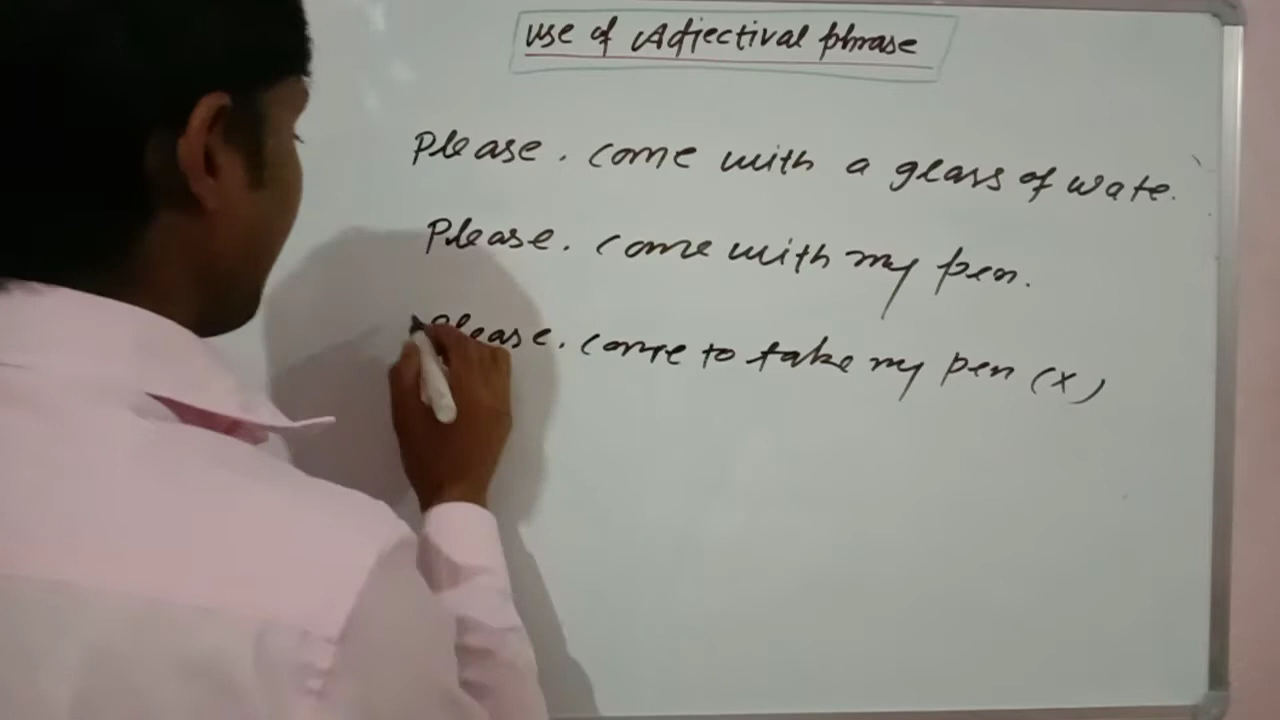 Use of Adjectival phrase
Please. come with a glass of wate.
Please. come with my pen.
Please. come to take my pen (x)